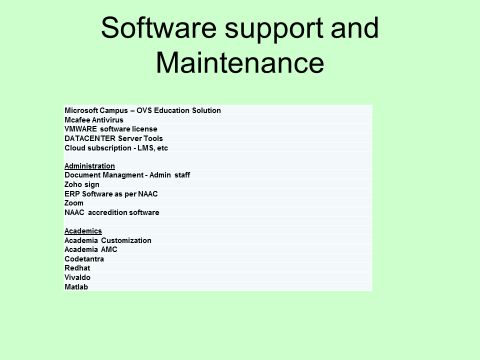 Software support and
Maintenance
Microsoft Campus – OVS Education Solution
Mcafee Antivirus
VMWARE software license
DATACENTER Server Tools
Cloud subscription - LMS, etc
Administration
Document Managment - Admin staff
Zoho sign
ERP Software as per NAAC
Zoom
NAAC accredition software
Academics
Academia Customization
Academia AMC
Codetantra
Redhat
Vivaldo
Matlab